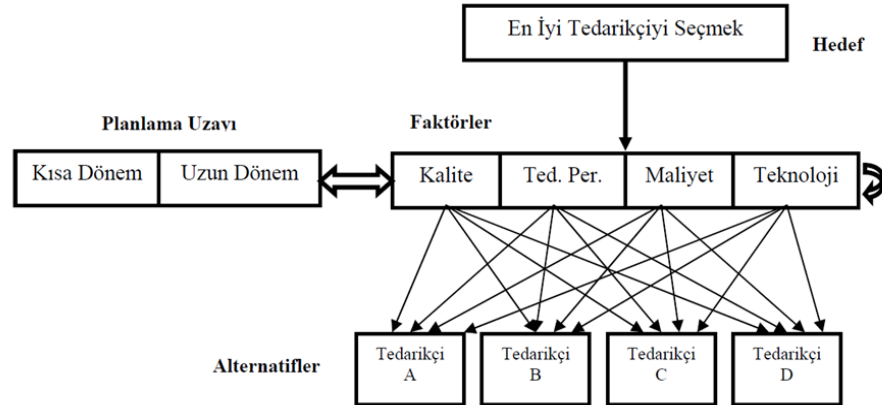 En İyi Tedarikçiyi Seçmek
Hedef
Planlama Uzayı
Faktörler
Kısa Dönem
Uzun Dönem
Kalite
Ted. Per.
Maliyet
Teknoloji
Alternatifler
Tedarikçi
A
Tedarikçi
B
Tedarikçi
C
Tedarikçi
D